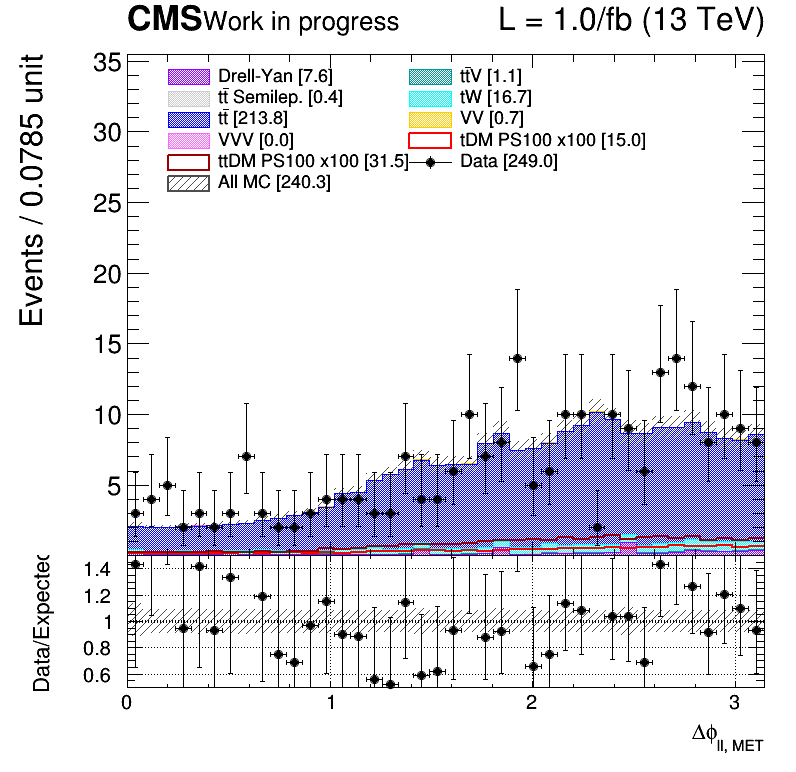 CMS Work in progress L = 1.0/fb (13 TeV)
Events / 0.0785 unit
35
30
25
20
15
10
5
Drell-Yan [7.6]
tt̄ Semilep. [0.4]
tt̄ [213.8]
VVV [0.0]
ttDM PS100 x100 [31.5]
All MC [240.3]
tt̄V [1.1]
tW [16.7]
VV [0.7]
tDM PS100 x100 [15.0]
Data [249.0]
Data/Expected
1.4
1.2
1
0.8
0.6
0 1 2 3
Δϕll, MET